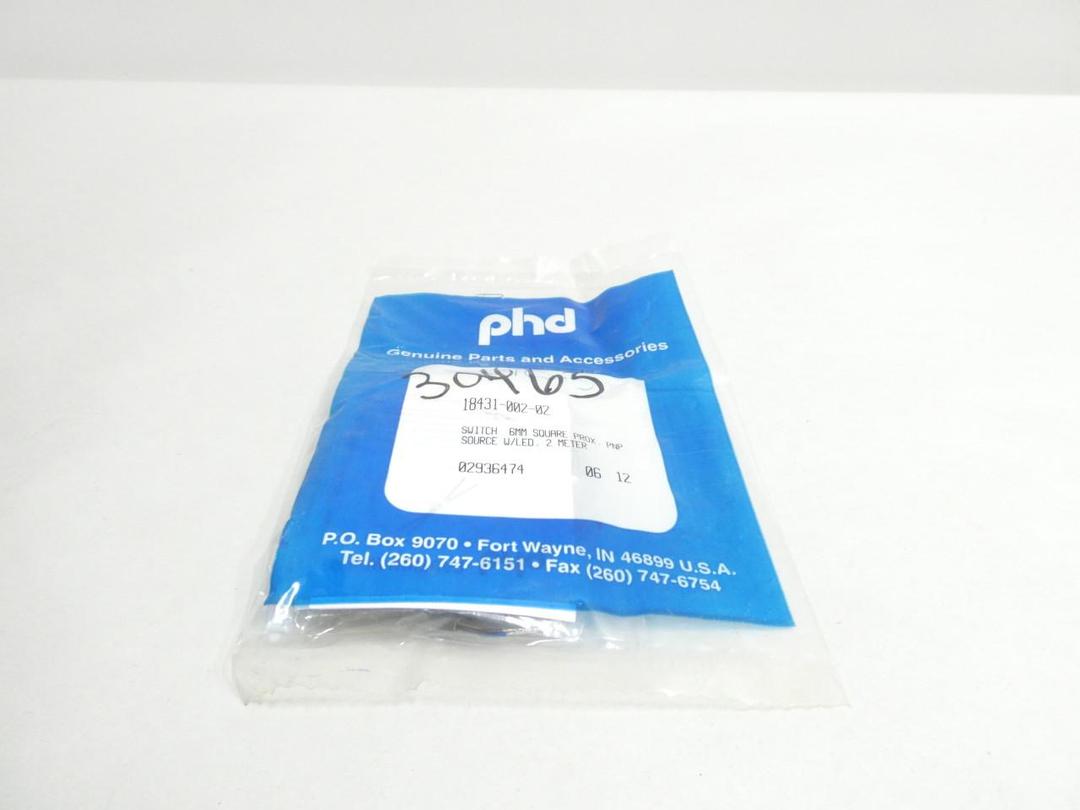 phd
Genuine Parts and Accessories
30465
18431-002-02
SWITCH 6MM SQUARE PROX. PNP
SOURCE W/LED. 2 METER
02936474 06 12
P.O. Box 9070 • Fort Wayne, IN 46899 U.S.A.
Tel. (260) 747-6151 • Fax (260) 747-6754